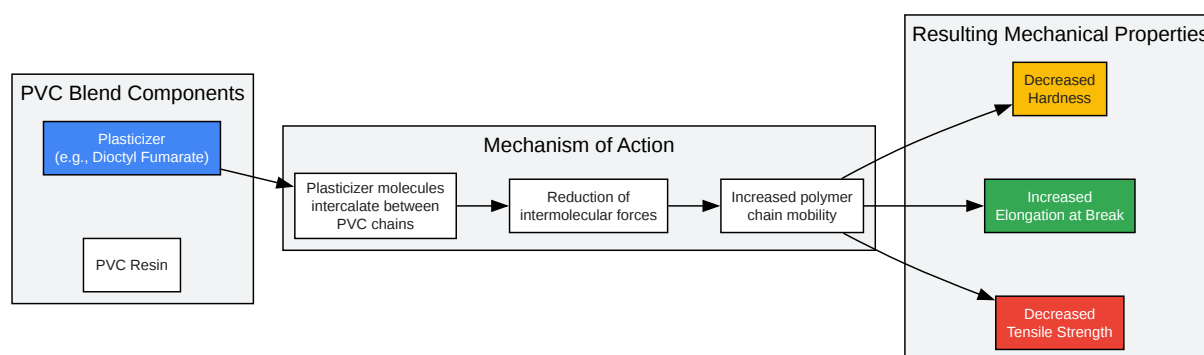 PVC Blend Components
Plasticizer
(e.g., Dioctyl Fumarate)
PVC Resin
Mechanism of Action
Plasticizer molecules
intercalate between
PVC chains
Reduction of
intermolecular forces
Increased polymer
chain mobility
Resulting Mechanical Properties
Decreased
Hardness
Increased
Elongation at Break
Decreased
Tensile Strength